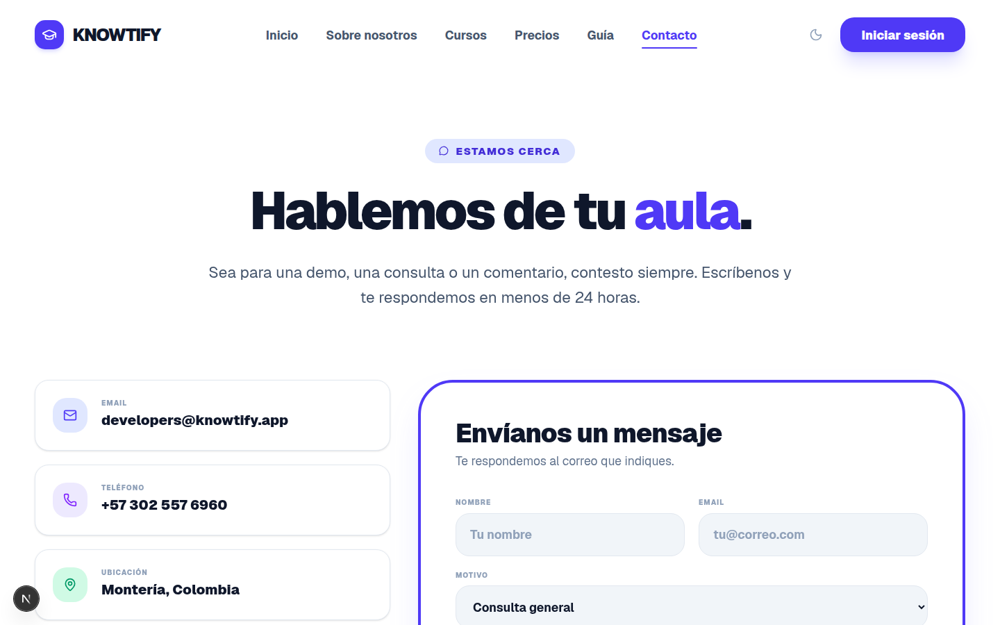 KNOWTIFY
Inicio
Sobre nosotros
Cursos
Precios
Guía
Contacto
Iniciar sesión
ESTAMOS CERCA
Hablemos de tu aula.
Sea para una demo, una consulta o un comentario, contesto siempre. Escríbenos y
te respondemos en menos de 24 horas.
EMAIL
developers@knowtify.app
TELÉFONO
+57 302 557 6960
UBICACIÓN
Montería, Colombia
N
Envíanos un mensaje
Te respondemos al correo que indiques.
NOMBRE
Tu nombre
EMAIL
tu@correo.com
MOTIVO
Consulta general